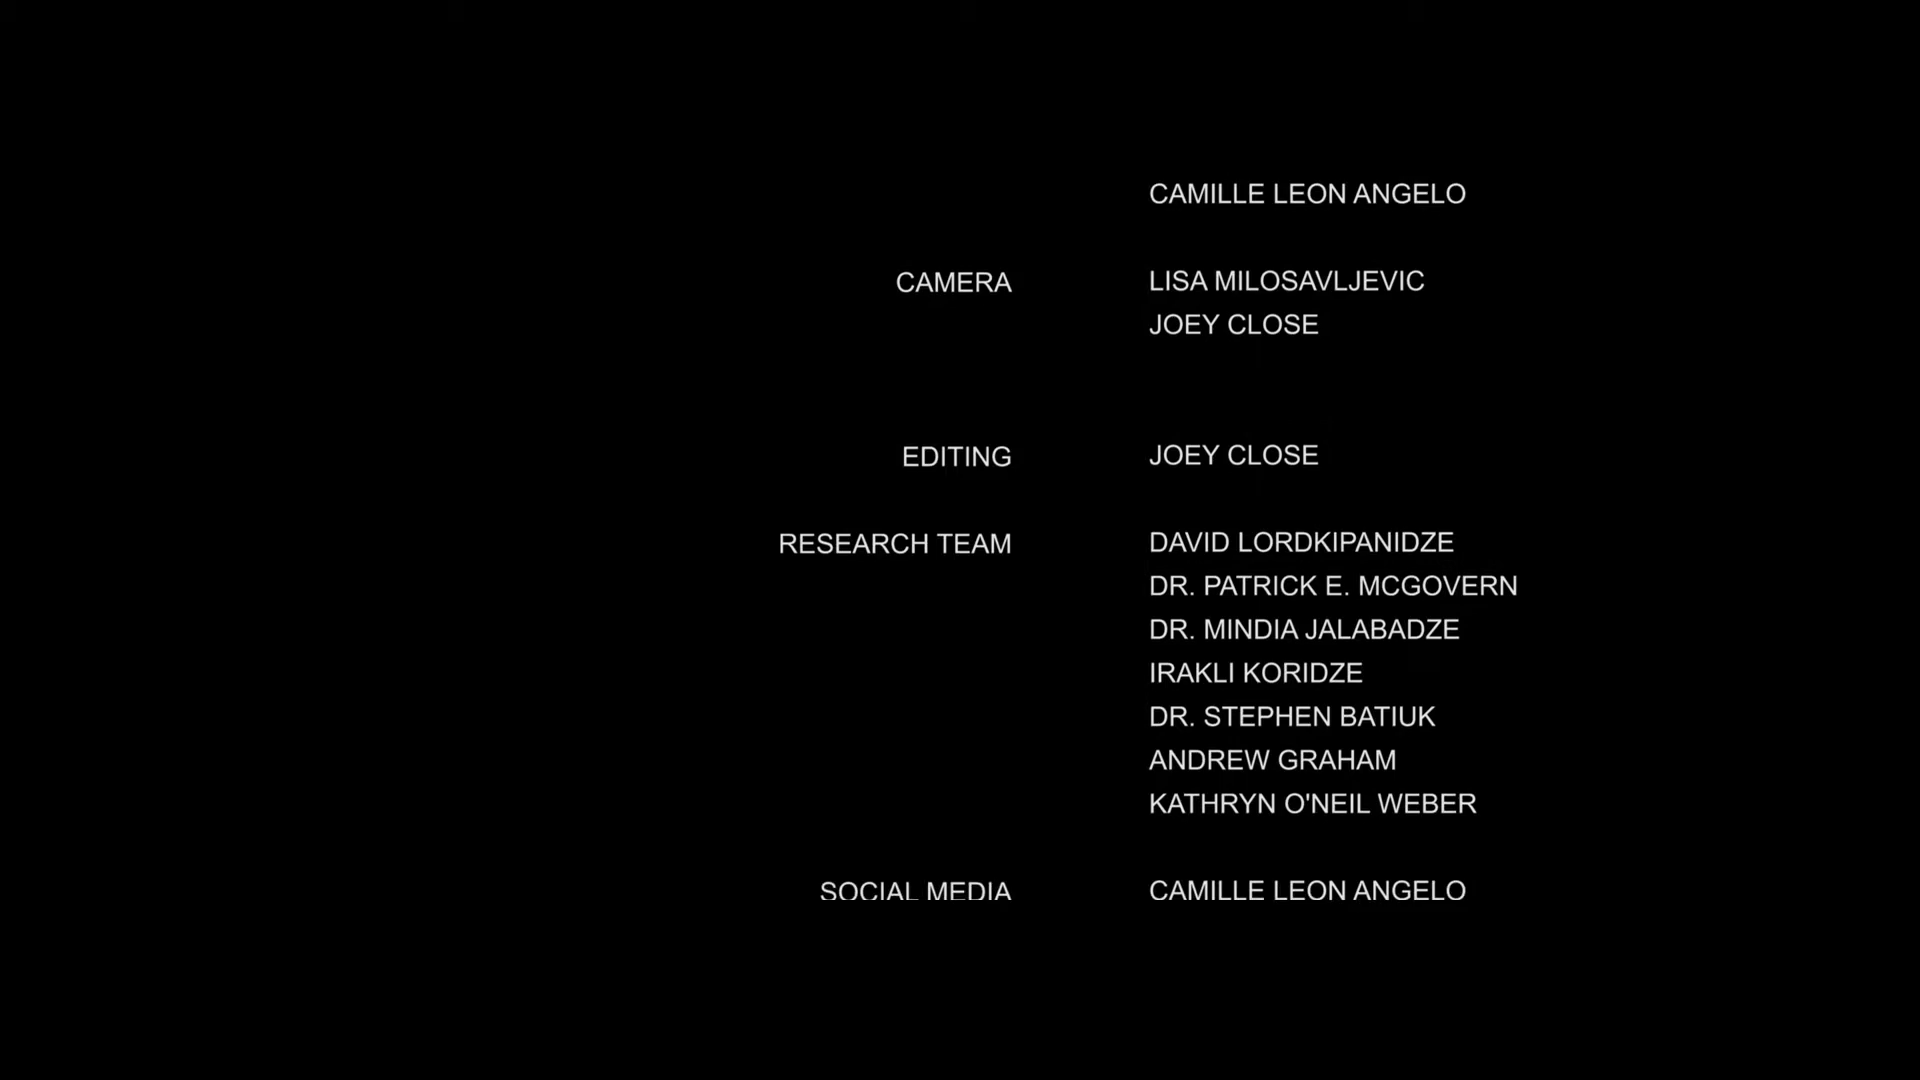 CAMILLE LEON ANGELO
CAMERA LISA MILOSAVLJEVIC
JOEY CLOSE
EDITING JOEY CLOSE
RESEARCH TEAM DAVID LORDKIPANIDZE
DR. PATRICK E. MCGOVERN
DR. MINDIA JALABADZE
IRAKLI KORIDZE
DR. STEPHEN BATIUK
ANDREW GRAHAM
KATHRYN O'NEIL WEBER
SOCIAL MEDIA CAMILLE LEON ANGELO